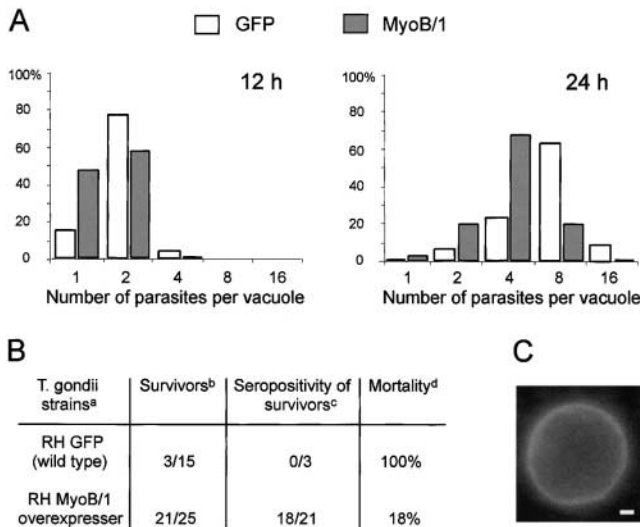 A
GFP
MyoB/1
100%
80
60
40
20
0
12 h
1 2 4 8 16
Number of parasites per vacuole
100%
80
60
40
20
0
24 h
1 2 4 8 16
Number of parasites per vacuole
B
T. gondii strainsa
Survivorsb
Seropositivity of survivorsc
Mortalityd
RH GFP (wild type)
3/15
0/3
100%
RH MyoB/1 overexpresser
21/25
18/21
18%
C